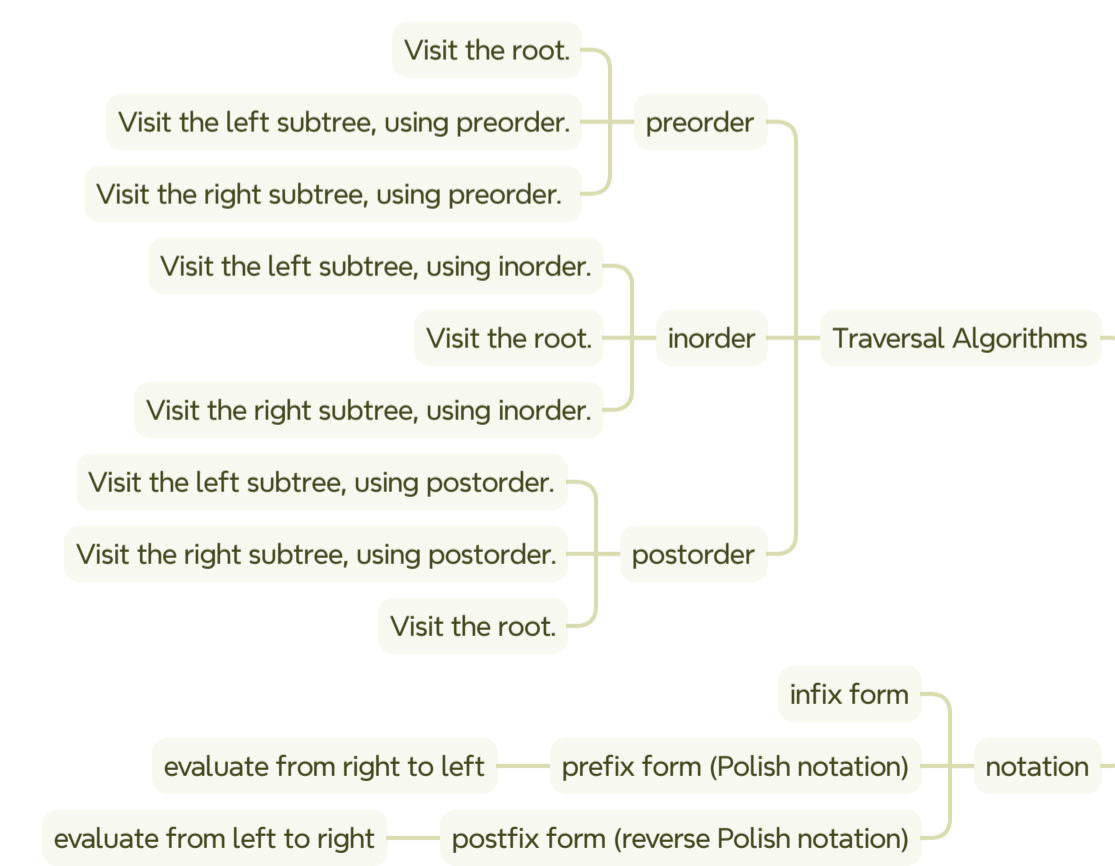 Visit the root.
Visit the left subtree, using preorder.
preorder
Visit the right subtree, using preorder.
Visit the left subtree, using inorder.
Visit the root.
inorder
Traversal Algorithms
Visit the right subtree, using inorder.
Visit the left subtree, using postorder.
Visit the right subtree, using postorder.
postorder
Visit the root.
infix form
evaluate from right to left
prefix form (Polish notation)
notation
evaluate from left to right
postfix form (reverse Polish notation)